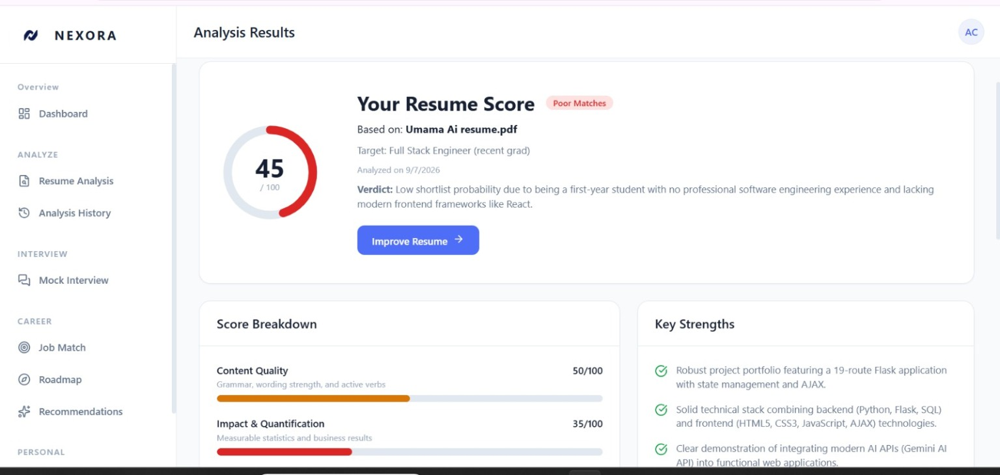 NEXORA
Overview
Dashboard
ANALYZE
Resume Analysis
Analysis History
INTERVIEW
Mock Interview
CAREER
Job Match
Roadmap
Recommendations
PERSONAL
Analysis Results
AC
45
/ 100
Your Resume Score
Poor Matches
Based on: Umama Ai resume.pdf
Target: Full Stack Engineer (recent grad)
Analyzed on 9/7/2026
Verdict: Low shortlist probability due to being a first-year student with no professional software engineering experience and lacking
modern frontend frameworks like React.
Improve Resume
Score Breakdown
Content Quality
50/100
Grammar, wording strength, and active verbs
Impact & Quantification
35/100
Measurable statistics and business results
Key Strengths
Robust project portfolio featuring a 19-route Flask application
with state management and AJAX.
Solid technical stack combining backend (Python, Flask, SQL)
and frontend (HTML5, CSS3, JavaScript, AJAX) technologies.
Clear demonstration of integrating modern AI APIs (Gemini AI
API) into functional web applications.